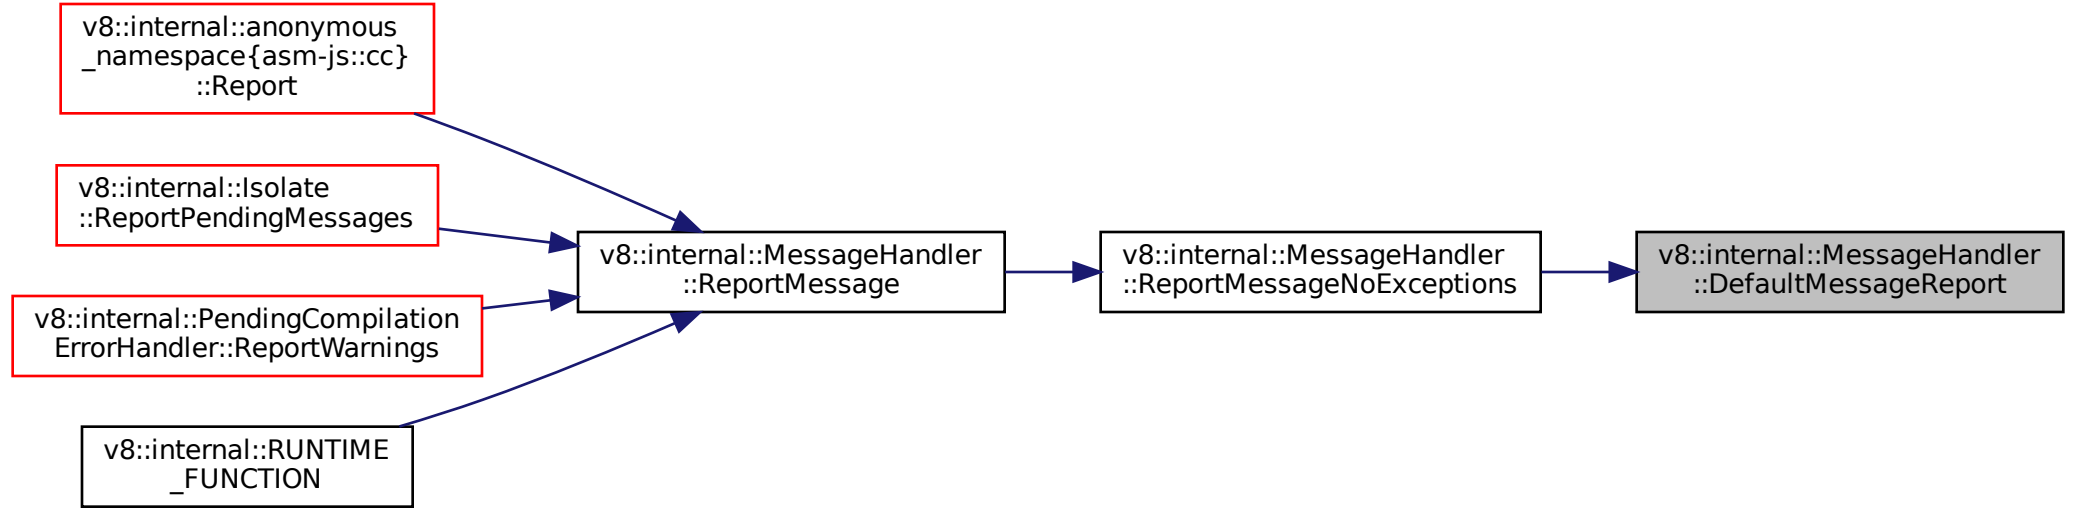 v8::internal::anonymous
_namespace{asm-js::cc}
::Report
v8::internal::Isolate
::ReportPendingMessages
v8::internal::PendingCompilation
ErrorHandler::ReportWarnings
v8::internal::RUNTIME
_FUNCTION
v8::internal::MessageHandler
::ReportMessage
v8::internal::MessageHandler
::ReportMessageNoExceptions
v8::internal::MessageHandler
::DefaultMessageReport